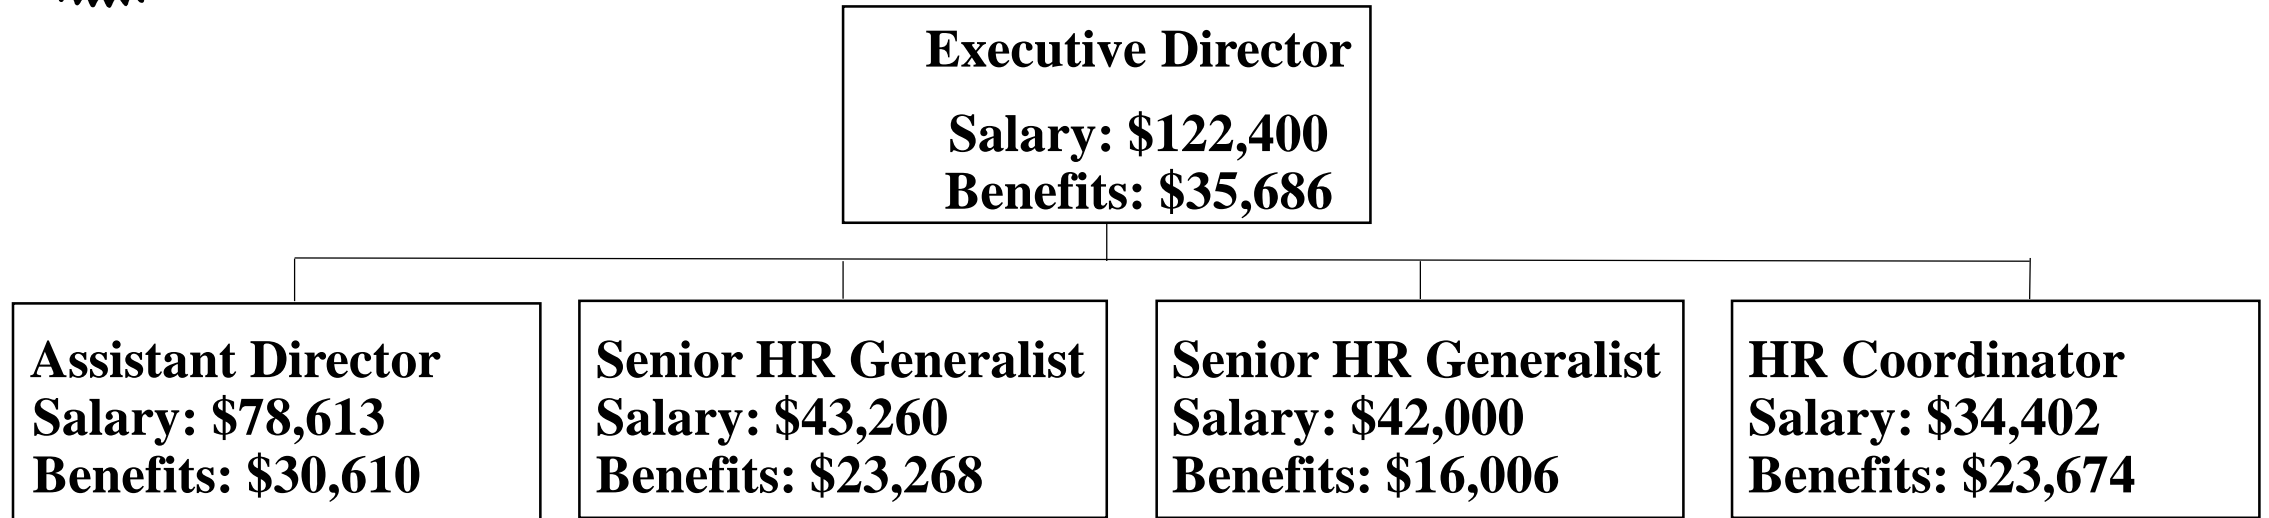 Executive Director
Salary: $122,400
Benefits: $35,686
Assistant Director
Salary: $78,613
Benefits: $30,610
Senior HR Generalist
Salary: $43,260
Benefits: $23,268
Senior HR Generalist
Salary: $42,000
Benefits: $16,006
HR Coordinator
Salary: $34,402
Benefits: $23,674